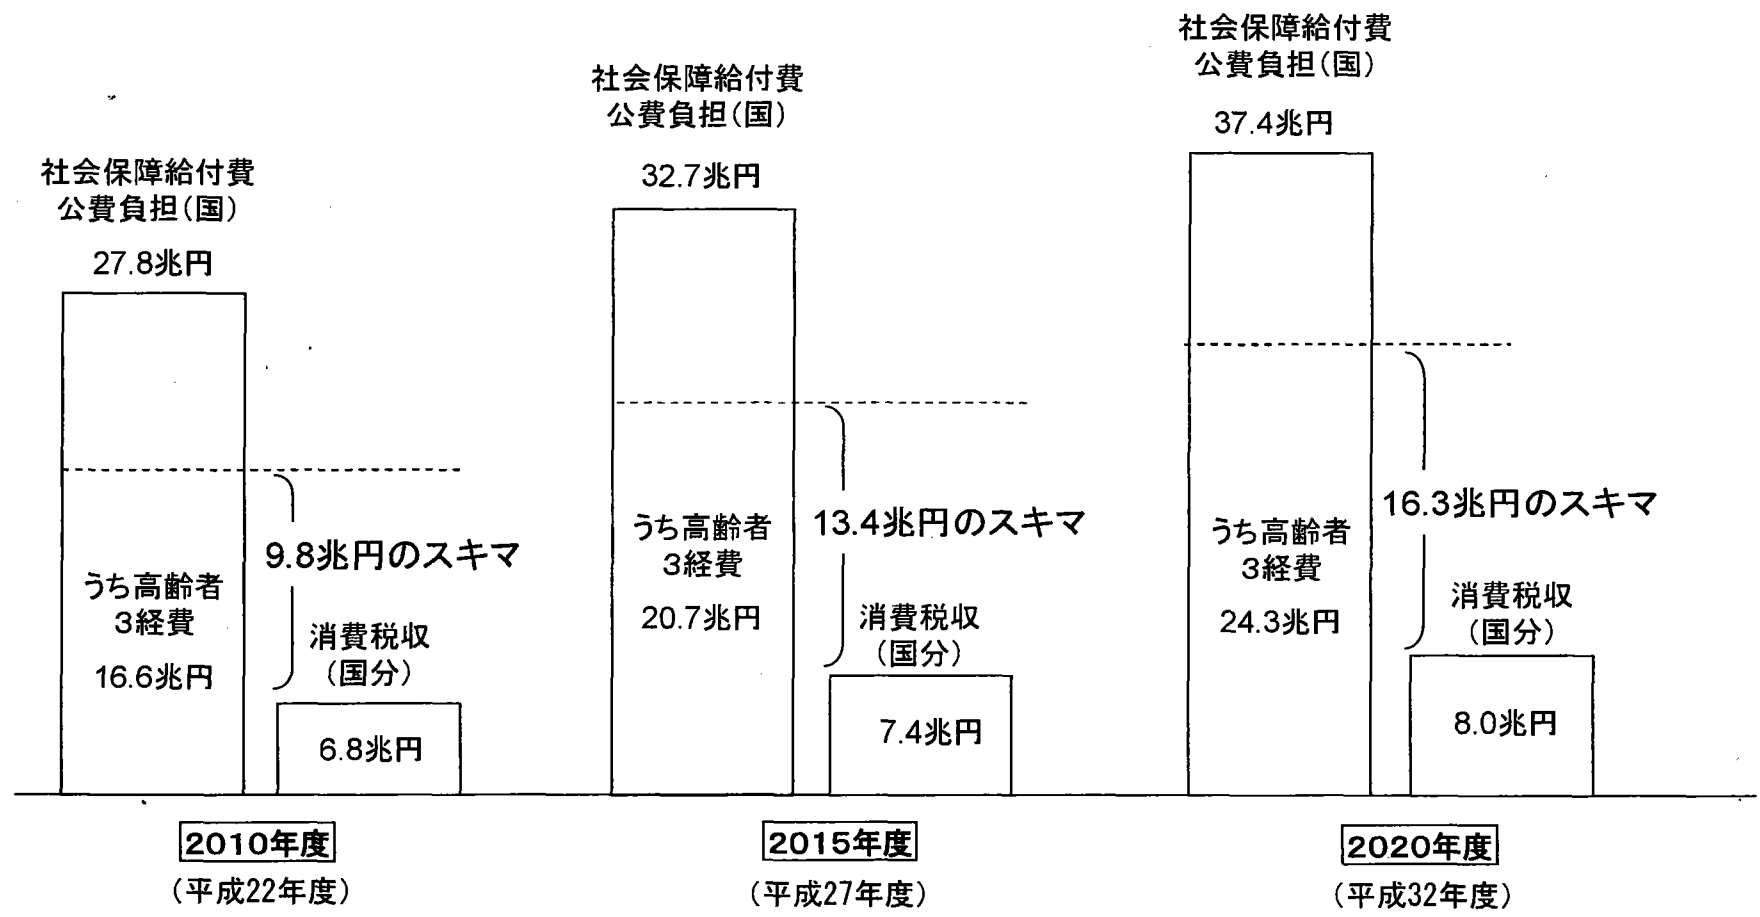 社会保障給付費
公費負担(国)
27.8兆円
うち高齢者
3経費
16.6兆円
9.8兆円のスキマ
消費税収
(国分)
6.8兆円
2010年度
(平成22年度)
社会保障給付費
公費負担(国)
32.7兆円
うち高齢者
3経費
20.7兆円
13.4兆円のスキマ
消費税収
(国分)
7.4兆円
2015年度
(平成27年度)
社会保障給付費
公費負担(国)
37.4兆円
うち高齢者
3経費
24.3兆円
16.3兆円のスキマ
消費税収
(国分)
8.0兆円
2020年度
(平成32年度)